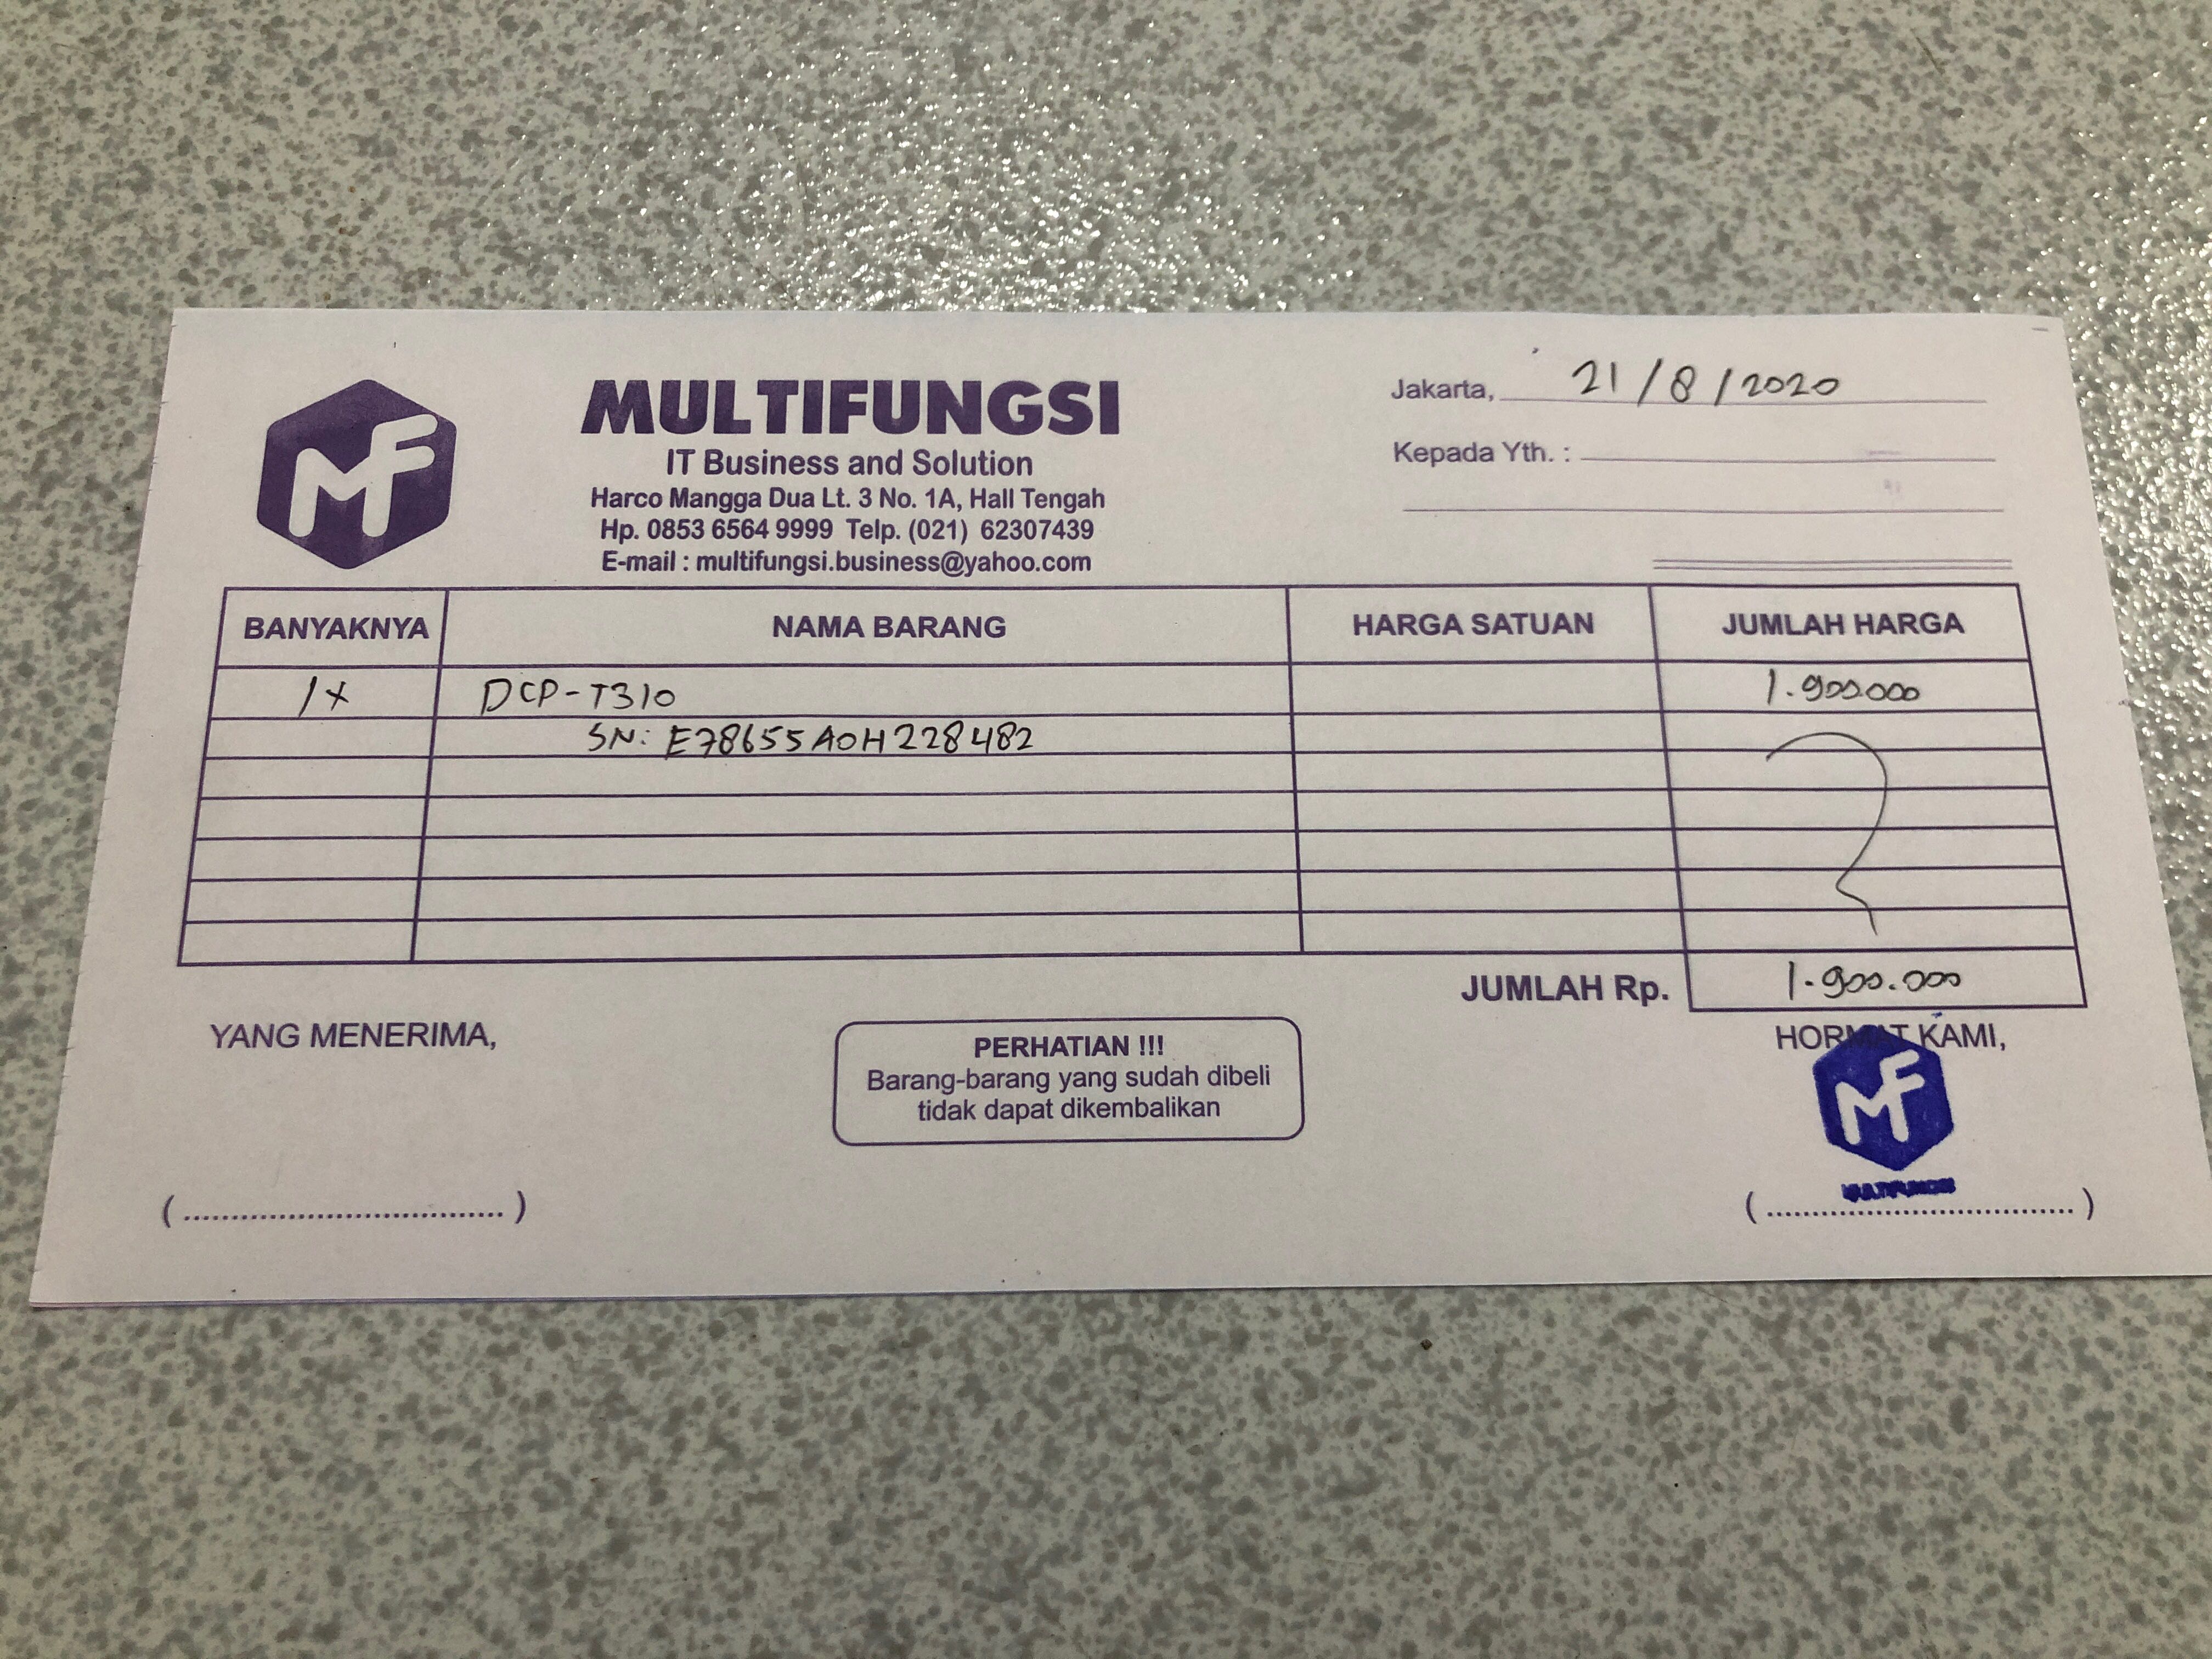 MF
MULTIFUNGSI
IT Business and Solution
Harco Mangga Dua Lt. 3 No. 1A, Hall Tengah
Hp. 0853 6564 9999 Telp. (021) 62307439
E-mail : multifungsi.business@yahoo.com
Jakarta, 21/8/2020
Kepada Yth. :
BANYAKNYA NAMA BARANG HARGA SATUAN JUMLAH HARGA
1x DCP-T310 1.900.000
SN: E78655A0H228482
JUMLAH Rp. 1.900.000
YANG MENERIMA,
PERHATIAN !!!
Barang-barang yang sudah dibeli
tidak dapat dikembalikan
HORMAT KAMI,
MF
MULTIFUNGSI
(..................................)
(..................................)